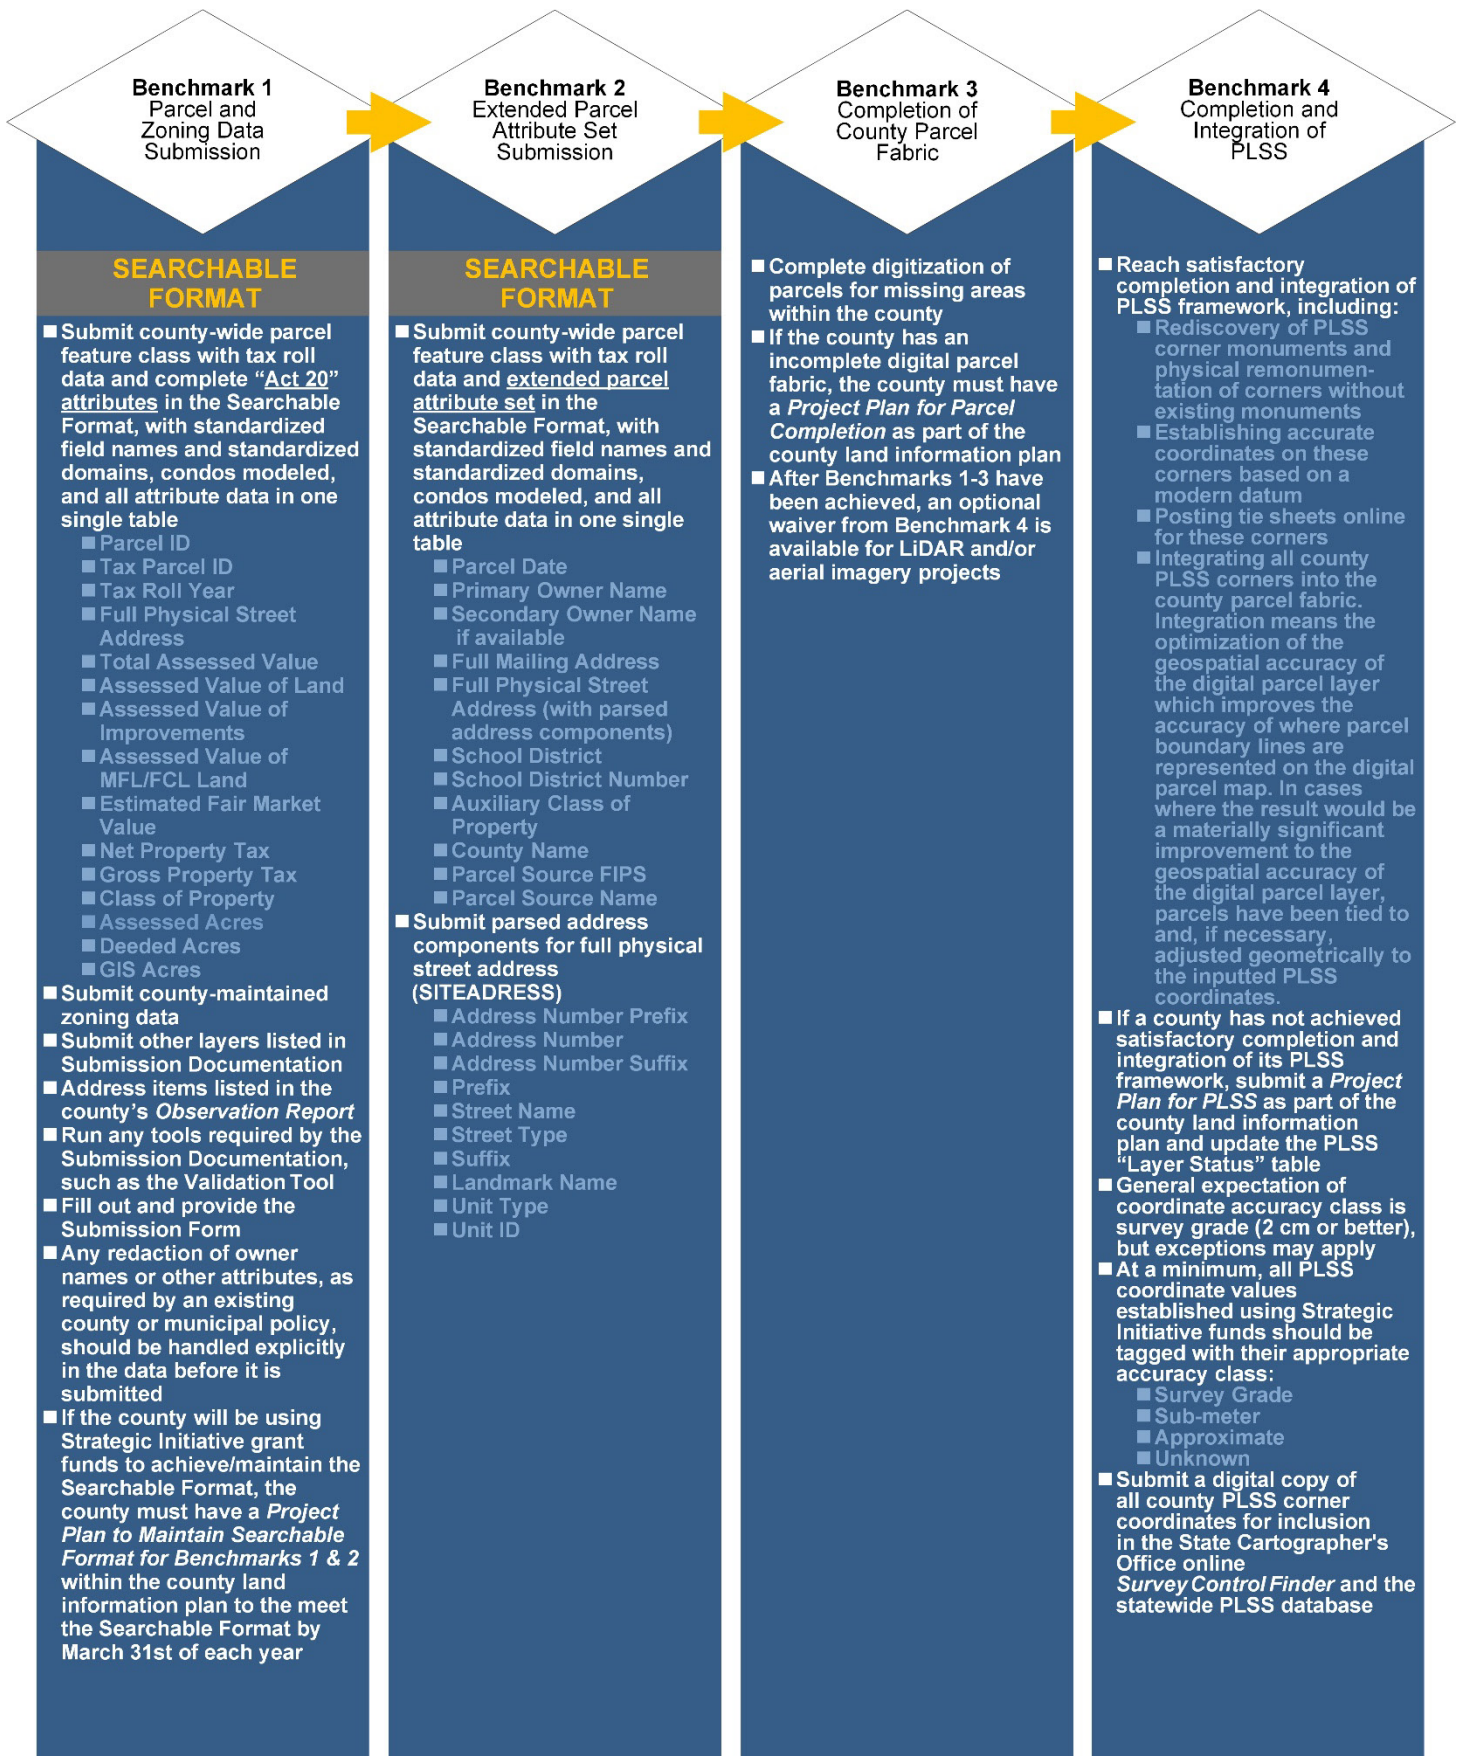 Benchmark 1
Parcel and
Zoning Data
Submission
SEARCHABLE
FORMAT
Submit county-wide parcel
feature class with tax roll
data and complete “Act 20”
attributes in the Searchable
Format, with standardized
field names and standardized
domains, condos modeled,
and all attribute data in one
single table
Parcel ID
Tax Parcel ID
Tax Roll Year
Full Physical Street
Address
Total Assessed Value
Assessed Value of Land
Assessed Value of
Improvements
Assessed Value of
MFL/FCL Land
Estimated Fair Market
Value
Net Property Tax
Gross Property Tax
Class of Property
Assessed Acres
Deeded Acres
GIS Acres
Submit county-maintained
zoning data
Submit other layers listed in
Submission Documentation
Address items listed in the
county’s Observation Report
Run any tools required by the
Submission Documentation,
such as the Validation Tool
Fill out and provide the
Submission Form
Any redaction of owner
names or other attributes, as
required by an existing
county or municipal policy,
should be handled explicitly
in the data before it is
submitted
If the county will be using
Strategic Initiative grant
funds to achieve/maintain the
Searchable Format, the
county must have a Project
Plan to Maintain Searchable
Format for Benchmarks 1 & 2
within the county land
information plan to the meet
the Searchable Format by
March 31st of each year
Benchmark 2
Extended Parcel
Attribute Set
Submission
SEARCHABLE
FORMAT
Submit county-wide parcel
feature class with tax roll
data and extended parcel
attribute set in the
Searchable Format, with
standardized field names and
standardized domains,
condos modeled, and all
attribute data in one single
table
Parcel Date
Primary Owner Name
Secondary Owner Name
if available
Full Mailing Address
Full Physical Street
Address (with parsed
address components)
School District
School District Number
Auxiliary Class of
Property
County Name
Parcel Source FIPS
Parcel Source Name
Submit parsed address
components for full physical
street address
(SITEADRESS)
Address Number Prefix
Address Number
Address Number Suffix
Prefix
Street Name
Street Type
Suffix
Landmark Name
Unit Type
Unit ID
Benchmark 3
Completion of
County Parcel
Fabric
Complete digitization of
parcels for missing areas
within the county
If the county has an
incomplete digital parcel
fabric, the county must have
a Project Plan for Parcel
Completion as part of the
county land information plan
After Benchmarks 1-3 have
been achieved, an optional
waiver from Benchmark 4 is
available for LiDAR and/or
aerial imagery projects
Benchmark 4
Completion and
Integration of
PLSS
Reach satisfactory
completion and integration of
PLSS framework, including:
Rediscovery of PLSS
corner monuments and
physical remonumen-
tation of corners without
existing monuments
Establishing accurate
coordinates on these
corners based on a
modern datum
Posting tie sheets online
for these corners
Integrating all county
PLSS corners into the
county parcel fabric.
Integration means the
optimization of the
geospatial accuracy of
the digital parcel layer
which improves the
accuracy of where parcel
boundary lines are
represented on the digital
parcel map. In cases
where the result would be
a materially significant
improvement to the
geospatial accuracy of
the digital parcel layer,
parcels have been tied to
and, if necessary,
adjusted geometrically to
the inputted PLSS
coordinates.
If a county has not achieved
satisfactory completion and
integration of its PLSS
framework, submit a Project
Plan for PLSS as part of the
county land information
plan and update the PLSS
“Layer Status” table
General expectation of
coordinate accuracy class is
survey grade (2 cm or better),
but exceptions may apply
At a minimum, all PLSS
coordinate values
established using Strategic
Initiative funds should be
tagged with their appropriate
accuracy class:
Survey Grade
Sub-meter
Approximate
Unknown
Submit a digital copy of
all county PLSS corner
coordinates for inclusion
in the State Cartographer's
Office online
Survey Control Finder and the
statewide PLSS database